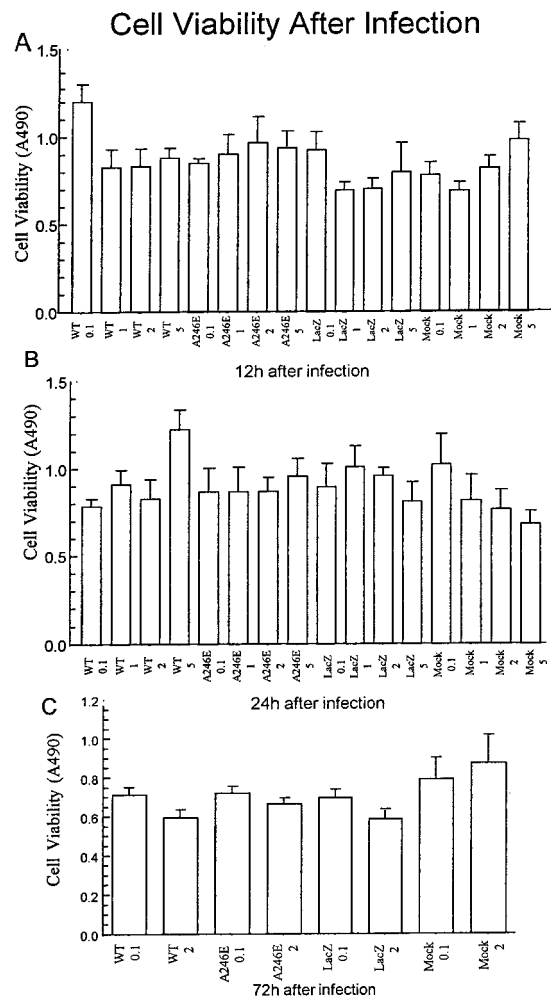 Cell Viability After Infection
A
Cell Viability (A490)
1.5
1.0
0.5
0.0
WT 0.1
WT 1
WT 2
WT 5
A246E 0.1
A246E 1
A246E 2
A246E 5
LacZ 0.1
LacZ 1
LacZ 2
LacZ 5
Mock 0.1
Mock 1
Mock 2
Mock 5
12h after infection
B
Cell Viability (A490)
1.5
1.0
0.5
0.0
WT 0.1
WT 1
WT 2
WT 5
A246E 0.1
A246E 1
A246E 2
A246E 5
LacZ 0.1
LacZ 1
LacZ 2
LacZ 5
Mock 0.1
Mock 1
Mock 2
Mock 5
24h after infection
C
Cell Viability (A490)
1.2
1.0
0.8
0.6
0.4
0.2
0.0
WT 0.1
WT 2
A246E 0.1
A246E 2
LacZ 0.1
LacZ 2
Mock 0.1
Mock 2
72h after infection